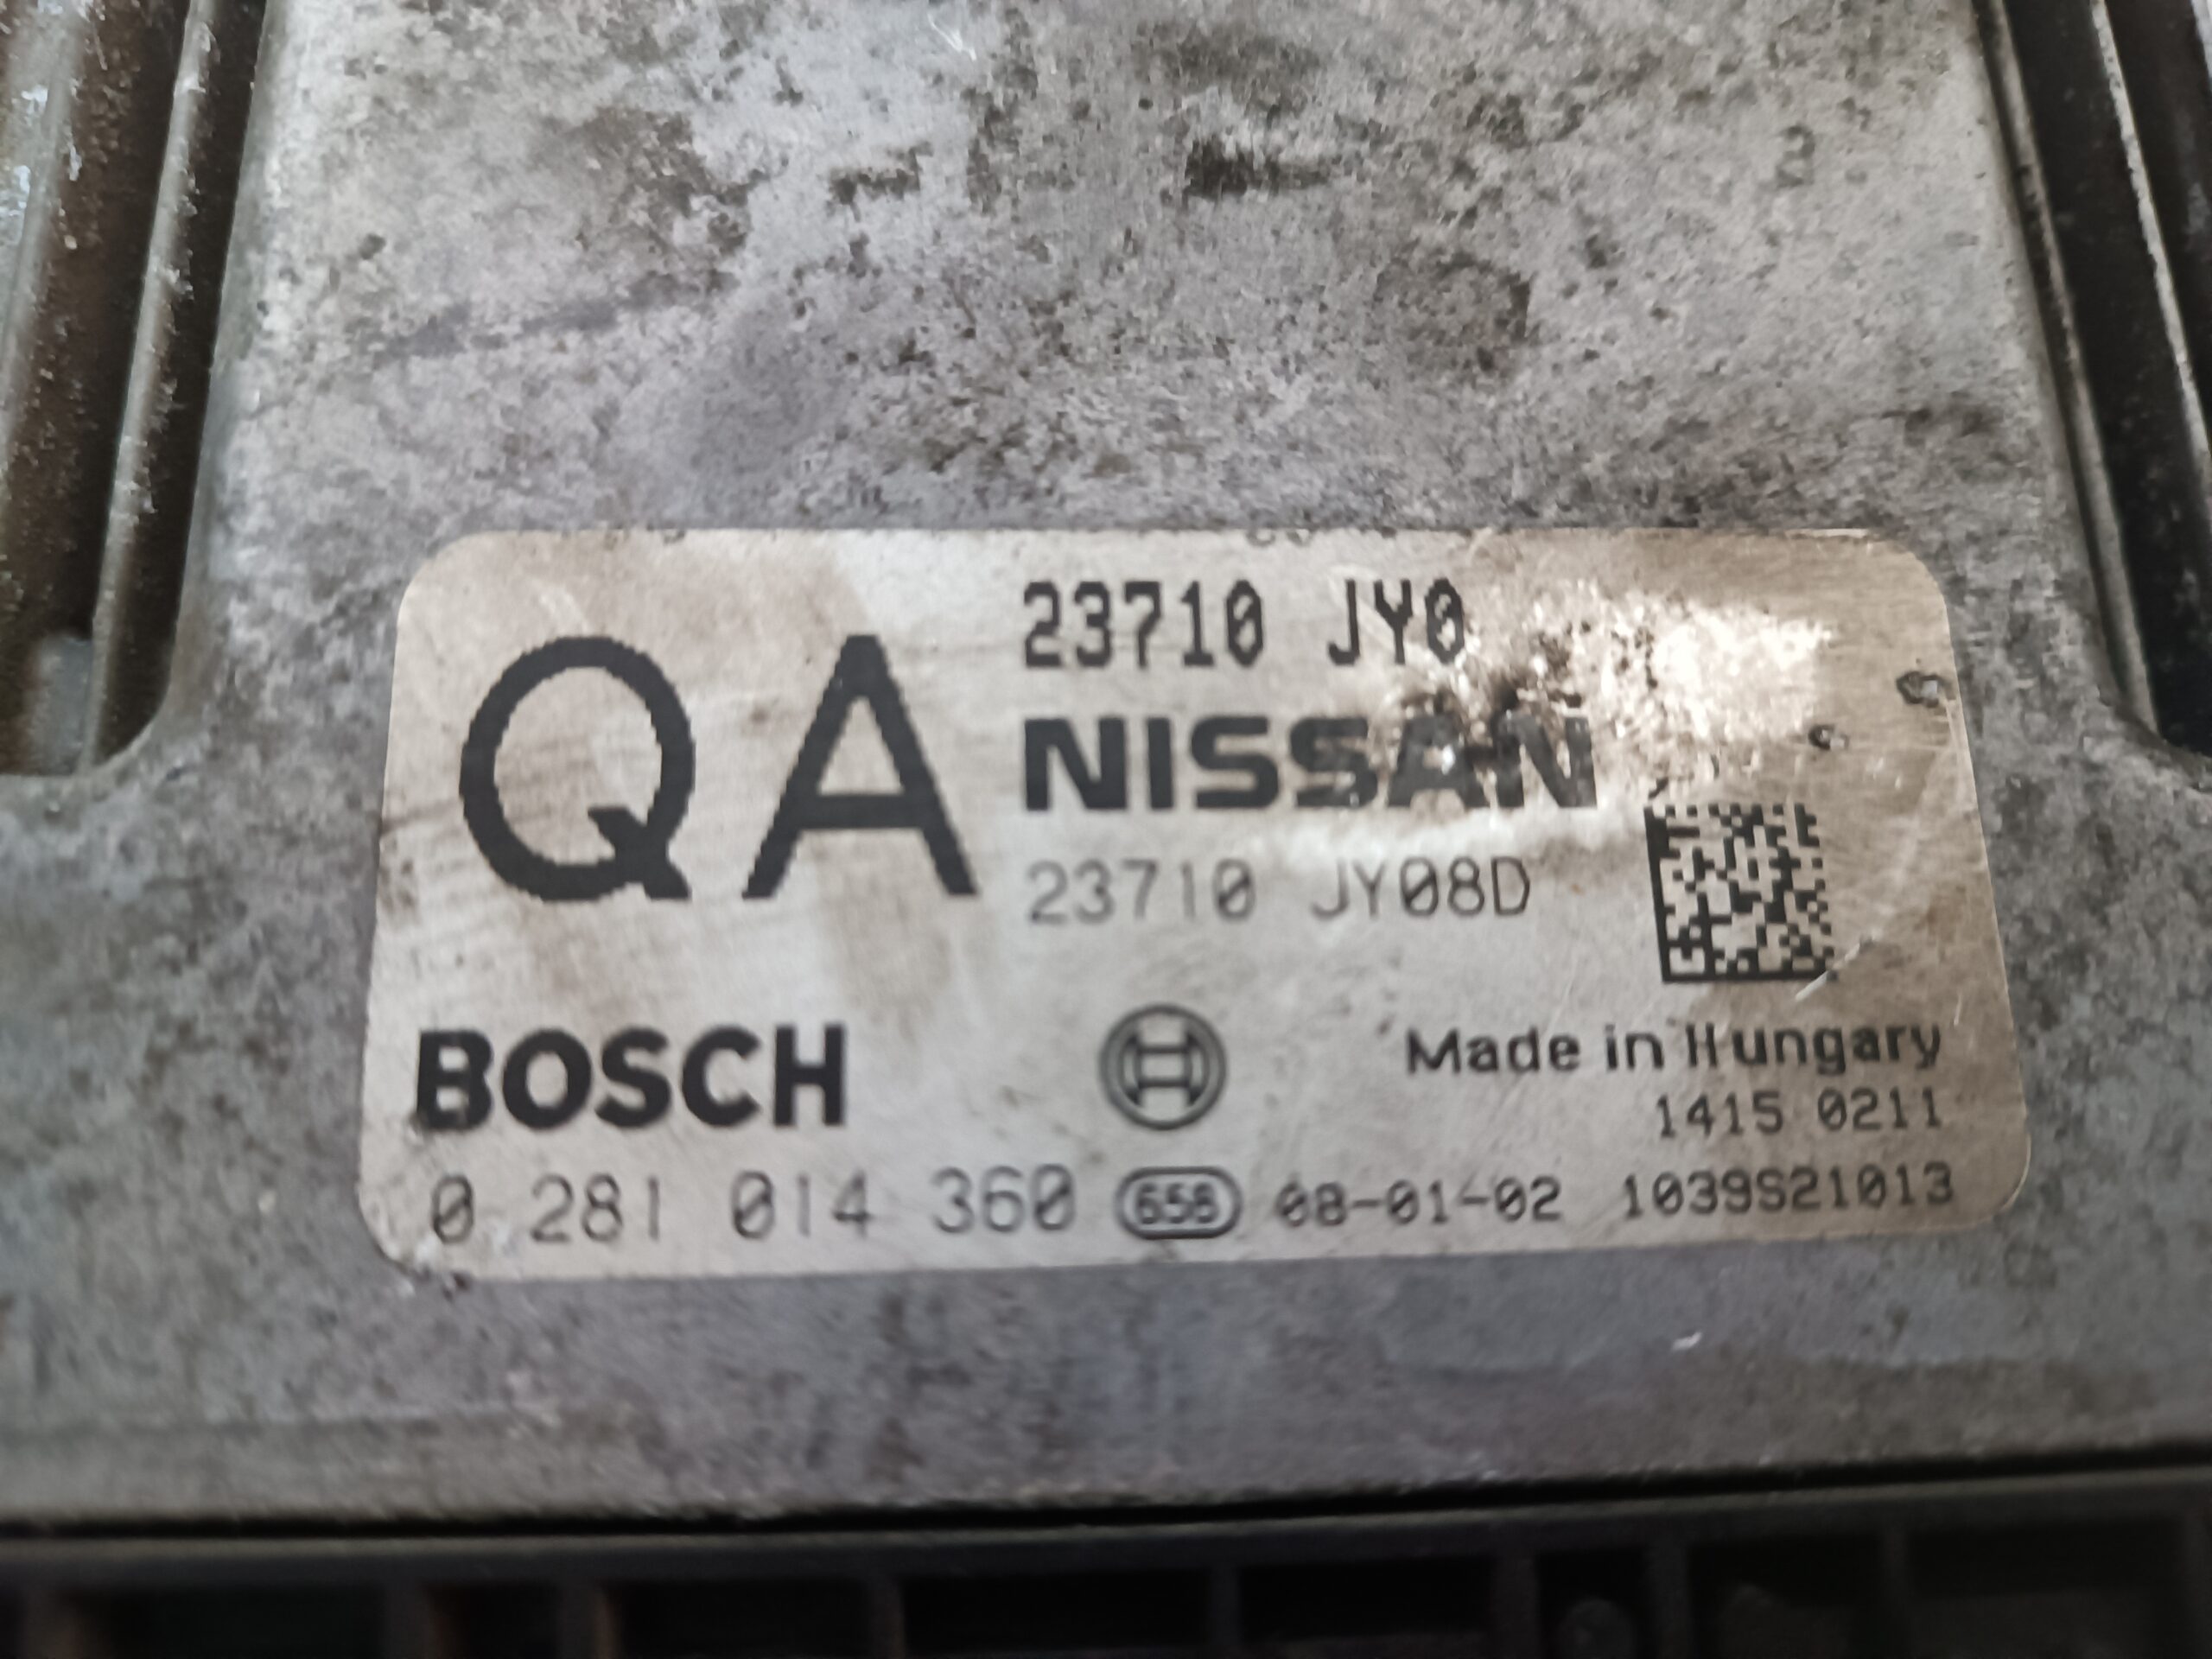 QA
23710 JY0
NISSAN
23710 JY08D
BOSCH
Made in Hungary
1415 0211
0 281 014 360 656 08-01-02 1039S21013